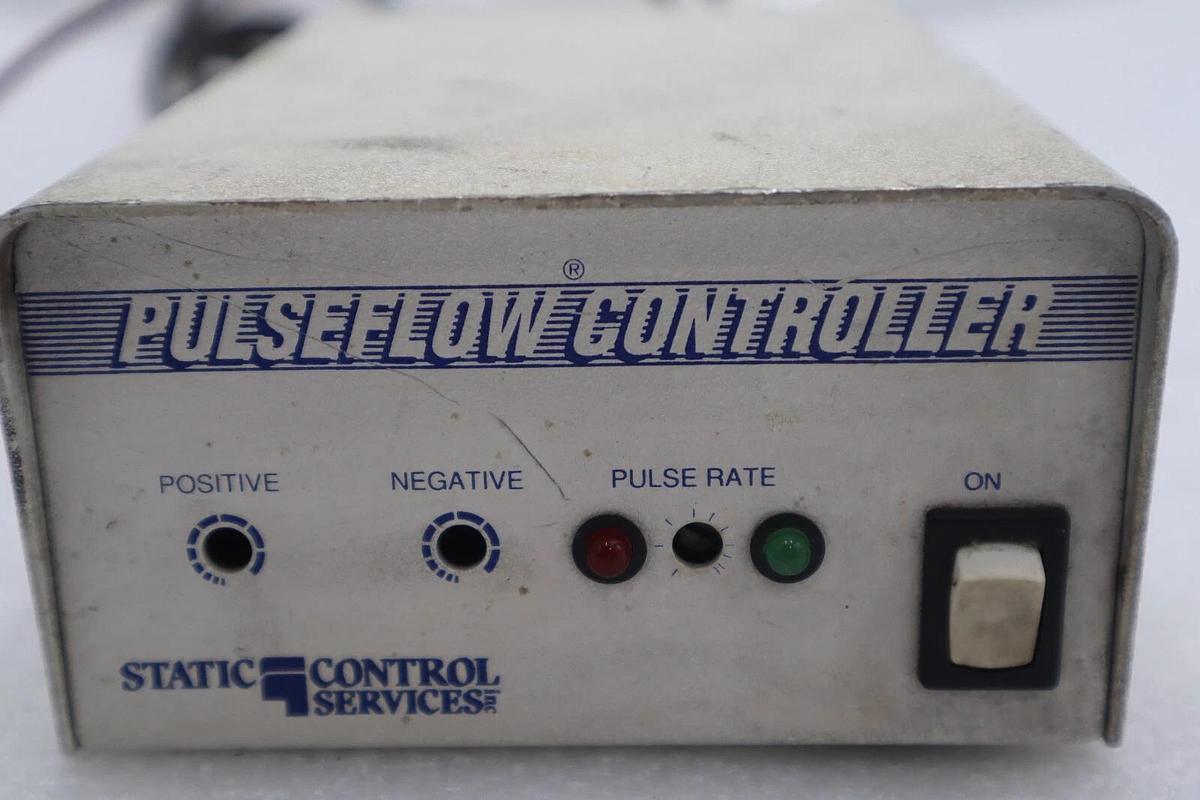 ®
PULSEFLOW CONTROLLER
POSITIVE
NEGATIVE
PULSE RATE
ON
STATIC CONTROL
SERVICES inc